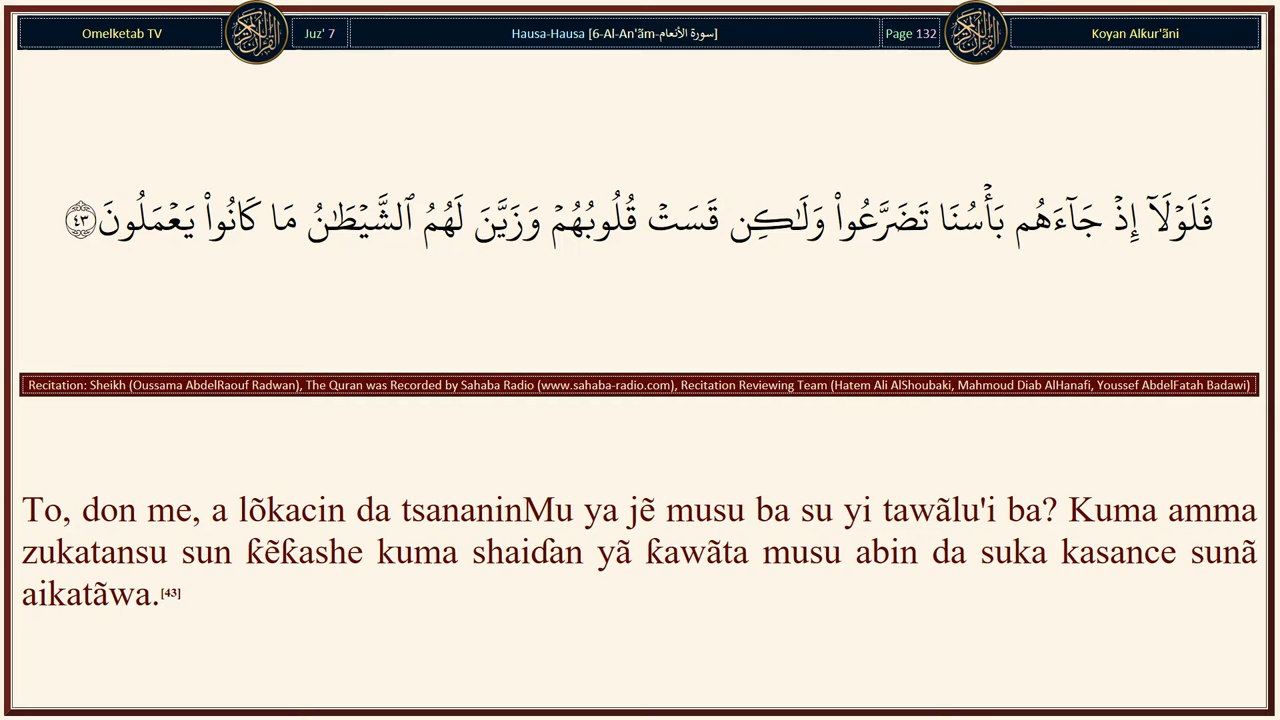 Omelketab TV
Juz' 7
Hausa-Hausa [6-Al-An'ãm-سورة الأنعام]
Page 132
Koyan Alƙur'ãni
فَلَوۡلَآ إِذۡ جَآءَهُم بَأۡسُنَا تَضَرَّعُواْ وَلَٰكِن قَسَتۡ قُلُوبُهُمۡ وَزَيَّنَ لَهُمُ ٱلشَّيۡطَٰنُ مَا كَانُواْ يَعۡمَلُونَ ٤٣
Recitation: Sheikh (Oussama AbdelRaouf Radwan), The Quran was Recorded by Sahaba Radio (www.sahaba-radio.com), Recitation Reviewing Team (Hatem Ali AlShoubaki, Mahmoud Diab AlHanafi, Youssef AbdelFatah Badawi)
To, don me, a lõkacin da tsananinMu ya jẽ musu ba su yi tawãlu'i ba? Kuma amma
zukatansu sun ƙẽƙashe kuma shaiɗan yã ƙawãta musu abin da suka kasance sunã
aikatãwa.[43]